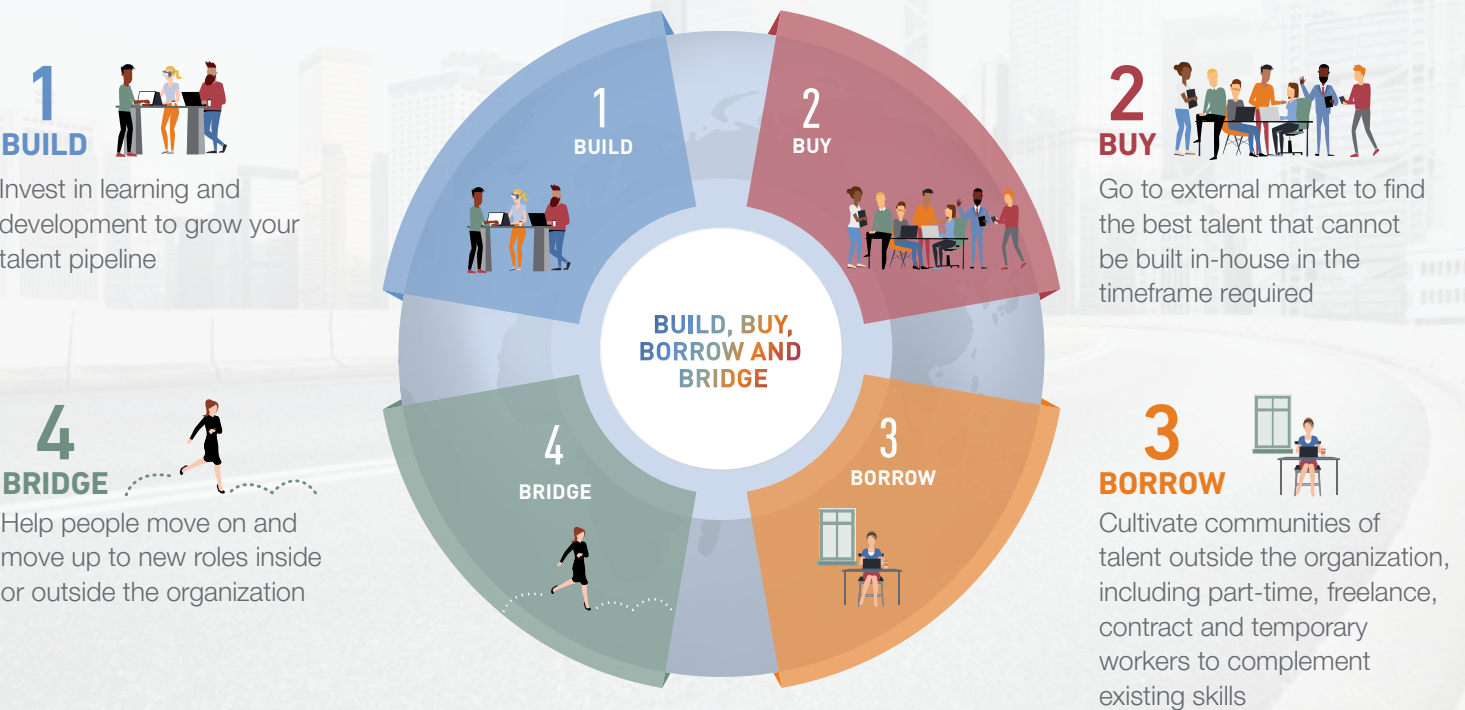 1
BUILD
Invest in learning and
development to grow your
talent pipeline
4
BRIDGE
Help people move on and
move up to new roles inside
or outside the organization
1
BUILD
2
BUY
BUILD, BUY,
BORROW AND
BRIDGE
4
BRIDGE
3
BORROW
2
BUY
Go to external market to find
the best talent that cannot
be built in-house in the
timeframe required
3
BORROW
Cultivate communities of
talent outside the organization,
including part-time, freelance,
contract and temporary
workers to complement
existing skills